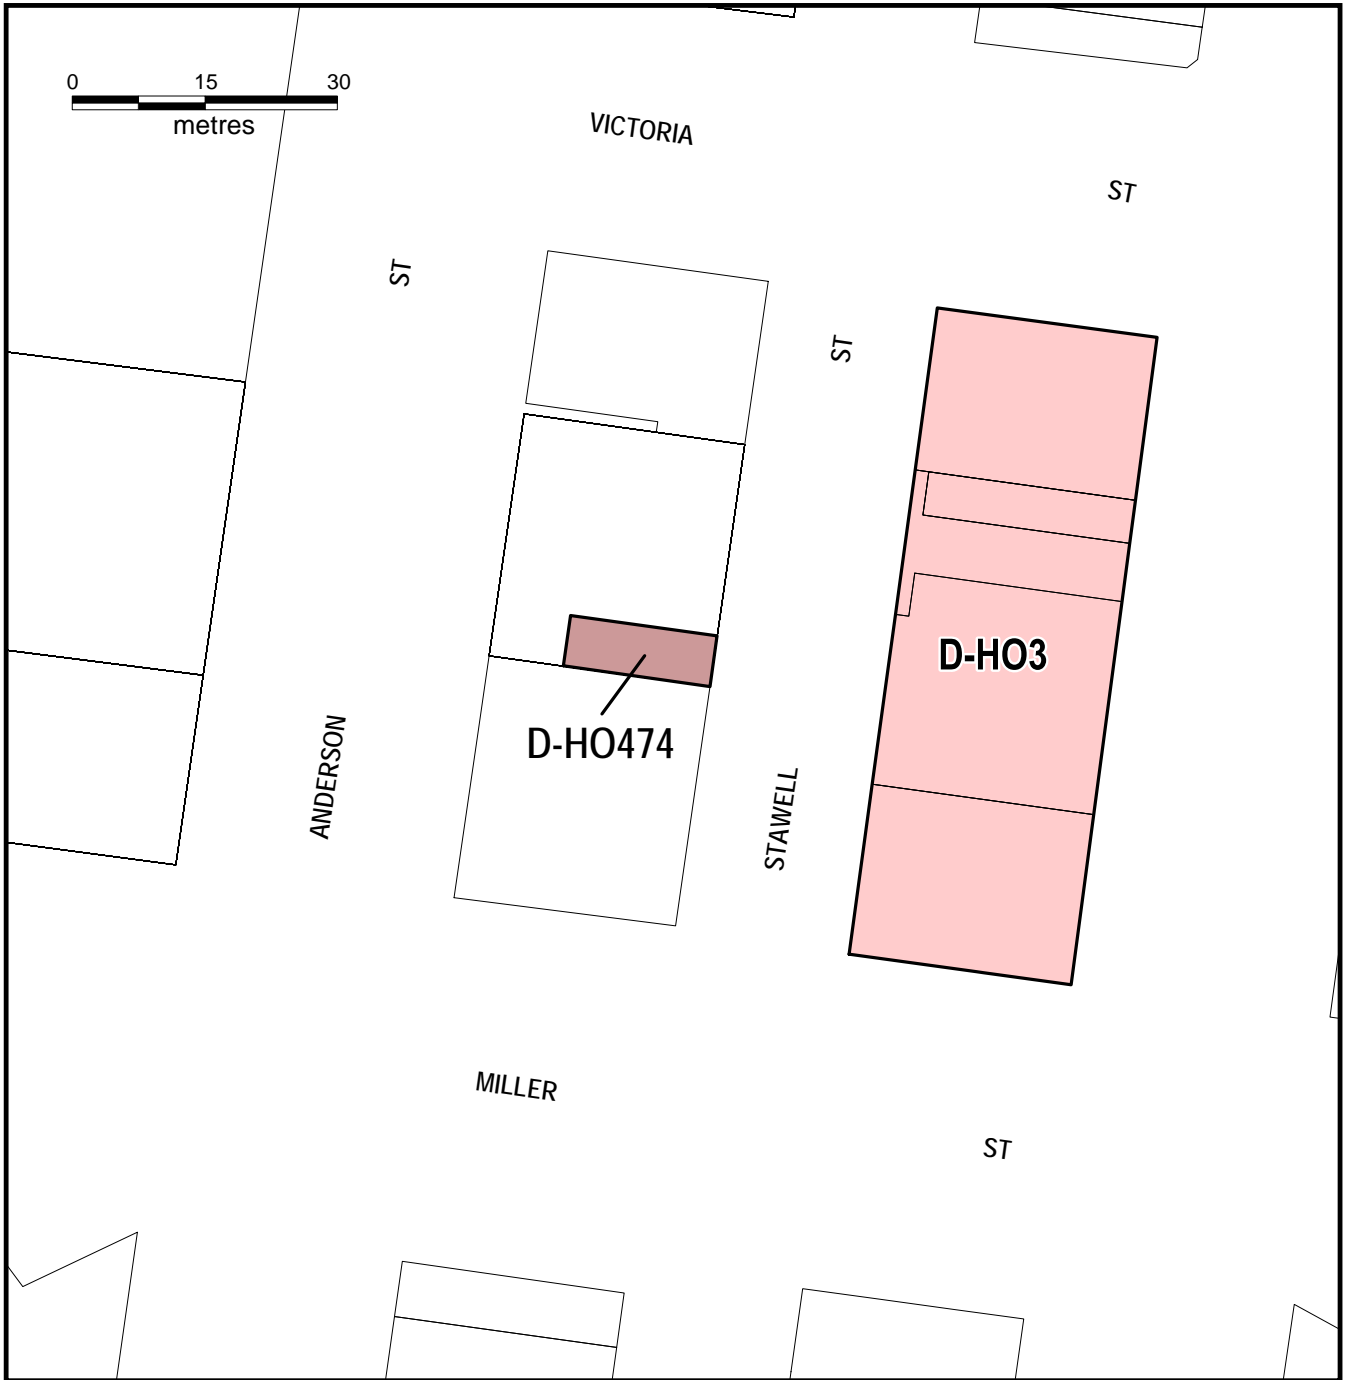 0 15 30
metres
VICTORIA
ST
ST
ST
D-HO3
D-HO474
ANDERSON
STAWELL
MILLER
ST